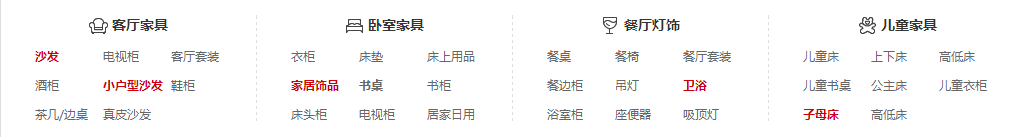 客厅家具
沙发 电视柜 客厅套装
酒柜 小户型沙发 鞋柜
茶几/边桌 真皮沙发
卧室家具
衣柜 床垫 床上用品
家居饰品 书桌 书柜
床头柜 电视柜 居家日用
餐厅灯饰
餐桌 餐椅 餐厅套装
餐边柜 吊灯 卫浴
浴室柜 座便器 吸顶灯
儿童家具
儿童床 上下床 高低床
儿童书桌 公主床 儿童衣柜
子母床 高低床